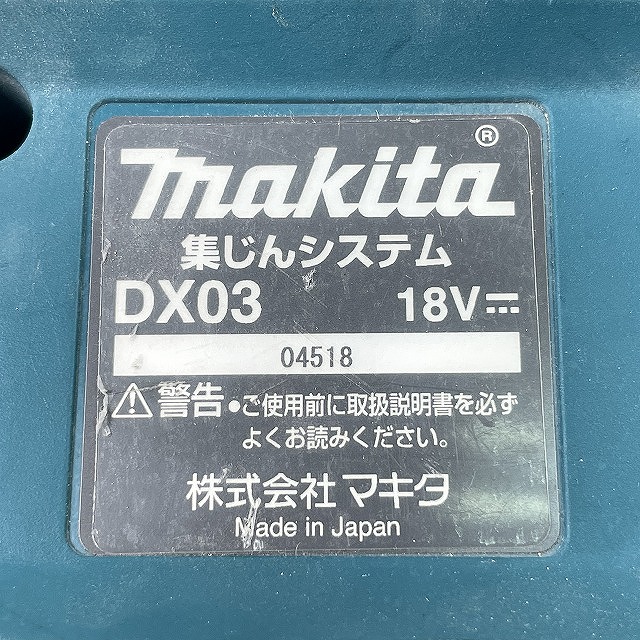 makita®
集じんシステム
DX03 18V⎓
04518
⚠警告 ●ご使用前に取扱説明書を必ず
よくお読みください。
株式会社 マキタ
Made in Japan